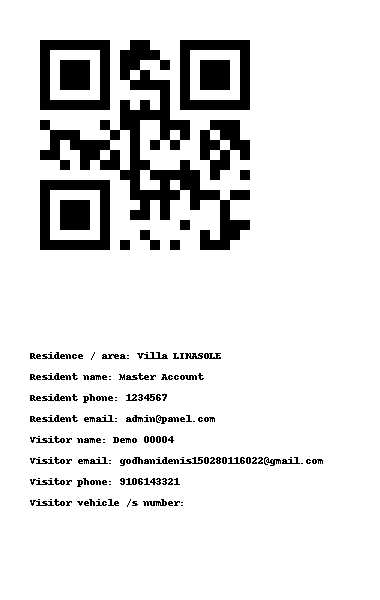 Residence / area: Villa LINASOLE
Resident name: Master Account
Resident phone: 1234567
Resident email: admin@panel.com
Visitor name: Demo 00004
Visitor email: godhanidenis150280116022@gmail.com
Visitor phone: 9106143321
Visitor vehicle /s number: